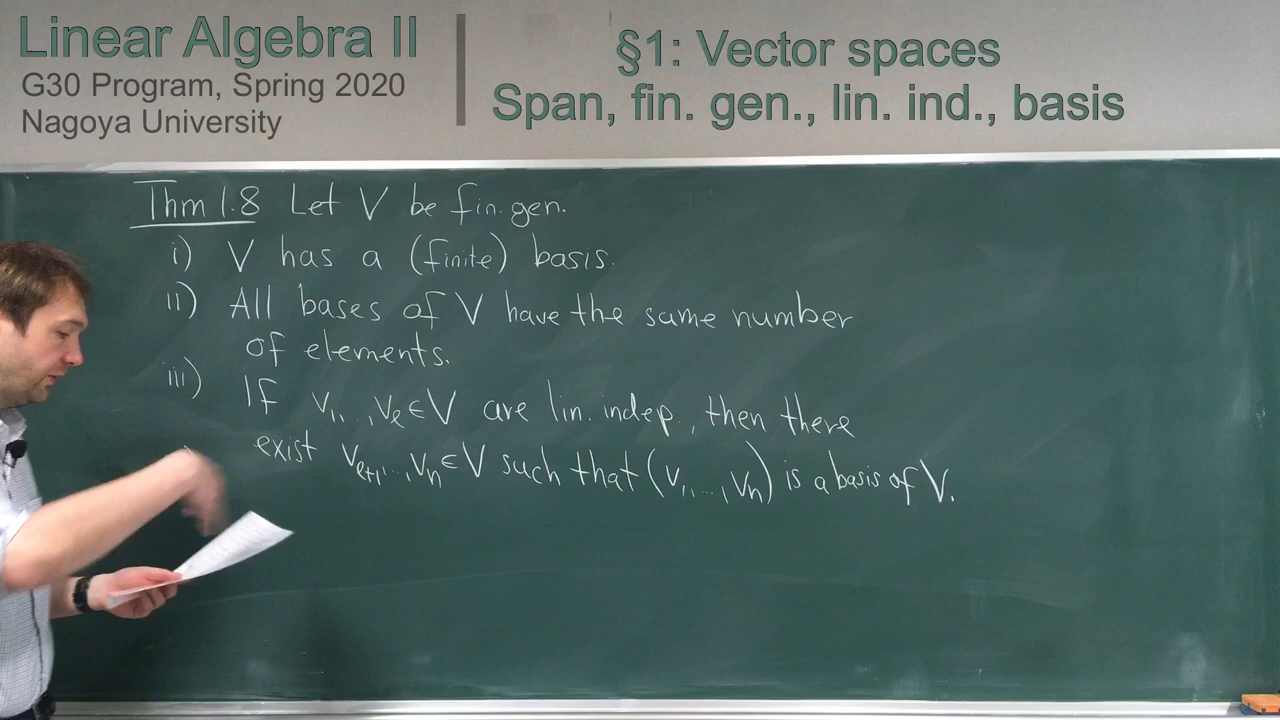 Linear Algebra II
G30 Program, Spring 2020
Nagoya University
§1: Vector spaces
Span, fin. gen., lin. ind., basis
Thm 1.8 Let V be fin. gen.
i) V has a (finite) basis.
ii) All bases of V have the same number
of elements.
iii) If v₁,...,vₗ∈V are lin. indep., then there
exist vₗ₊₁,...,vₙ∈V such that (v₁,...,vₙ) is a basis of V.